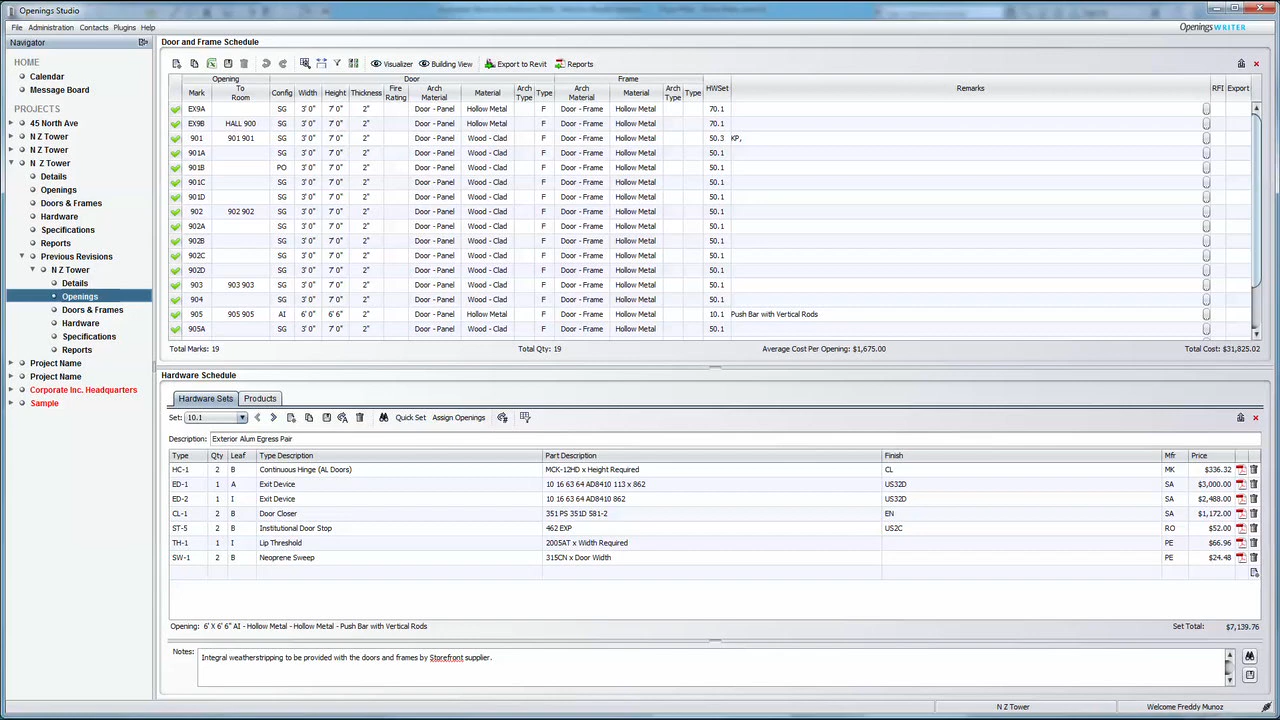 Openings Studio
File Administration Contacts Plugins Help
OpeningsWRITER
Navigator
HOME
Calendar
Message Board
PROJECTS
45 North Ave
N Z Tower
N Z Tower
N Z Tower
Details
Openings
Doors & Frames
Hardware
Specifications
Reports
Previous Revisions
N Z Tower
Details
Openings
Doors & Frames
Hardware
Specifications
Reports
Project Name
Project Name
Corporate Inc. Headquarters
Sample
Door and Frame Schedule
Visualizer Building View Export to Revit Reports
Opening Door Frame
Mark To Room Config Width Height Thickness Fire Rating Arch Material Material Arch Type Type Arch Material Material Arch Type Type HWSet Remarks RFI Export
EX9A SG 3' 0" 7' 0" 2" Door - Panel Hollow Metal F Door - Frame Hollow Metal 70.1
EX9B HALL 900 SG 3' 0" 7' 0" 2" Door - Panel Hollow Metal F Door - Frame Hollow Metal 70.1
901 901 901 SG 3' 0" 7' 0" 2" Door - Panel Wood - Clad F Door - Frame Hollow Metal 50.3 KP,
901A SG 3' 0" 7' 0" 2" Door - Panel Wood - Clad F Door - Frame Hollow Metal 50.1
901B PO 3' 0" 7' 0" 2" Door - Panel Wood - Clad F Door - Frame Hollow Metal 50.1
901C SG 3' 0" 7' 0" 2" Door - Panel Wood - Clad F Door - Frame Hollow Metal 50.1
901D SG 3' 0" 7' 0" 2" Door - Panel Wood - Clad F Door - Frame Hollow Metal 50.1
902 902 902 SG 3' 0" 7' 0" 2" Door - Panel Wood - Clad F Door - Frame Hollow Metal 50.1
902A SG 3' 0" 7' 0" 2" Door - Panel Wood - Clad F Door - Frame Hollow Metal 50.1
902B SG 3' 0" 7' 0" 2" Door - Panel Wood - Clad F Door - Frame Hollow Metal 50.1
902C SG 3' 0" 7' 0" 2" Door - Panel Wood - Clad F Door - Frame Hollow Metal 50.1
902D SG 3' 0" 7' 0" 2" Door - Panel Wood - Clad F Door - Frame Hollow Metal 50.1
903 903 903 SG 3' 0" 7' 0" 2" Door - Panel Wood - Clad F Door - Frame Hollow Metal 50.1
904 SG 3' 0" 7' 0" 2" Door - Panel Wood - Clad F Door - Frame Hollow Metal 50.1
905 905 905 AI 6' 0" 6' 6" 2" Door - Panel Hollow Metal F Door - Frame Hollow Metal 10.1 Push Bar with Vertical Rods
905A SG 3' 0" 7' 0" 2" Door - Panel Wood - Clad F Door - Frame Hollow Metal 50.1
Total Marks: 19 Total Qty: 19 Average Cost Per Opening: $1,675.00 Total Cost: $31,825.02
Hardware Schedule
Hardware Sets Products
Set: 10.1 Quick Set Assign Openings
Description: Exterior Alum Egress Pair
Type Qty Leaf Type Description Part Description Finish Mfr Price
HC-1 2 B Continuous Hinge (AL Doors) MCK-12HD x Height Required CL MK $336.32
ED-1 1 A Exit Device 10 16 63 64 AD8410 113 x 862 US32D SA $3,000.00
ED-2 1 I Exit Device 10 16 63 64 AD8410 862 US32D SA $2,488.00
CL-1 2 B Door Closer 351 PS 351D 581-2 EN SA $1,172.00
ST-5 2 B Institutional Door Stop 462 EXP US2C RO $52.00
TH-1 1 I Lip Threshold 2005AT x Width Required PE $66.96
SW-1 2 B Neoprene Sweep 315CN x Door Width PE $24.48
Opening: 6' X 6' 6" AI - Hollow Metal - Hollow Metal - Push Bar with Vertical Rods Set Total: $7,139.76
Notes: Integral weatherstripping to be provided with the doors and frames by Storefront supplier.
N Z Tower Welcome Freddy Munoz